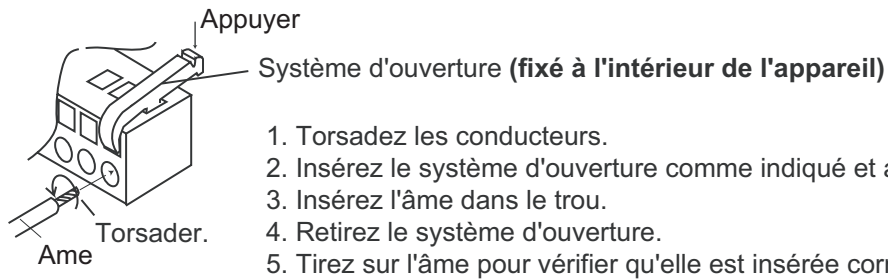 Appuyer
Système d'ouverture (fixé à l'intérieur de l'appareil)
1. Torsadez les conducteurs.
2. Insérez le système d'ouverture comme indiqué et
3. Insérez l'âme dans le trou.
4. Retirez le système d'ouverture.
5. Tirez sur l'âme pour vérifier qu'elle est insérée
Torsader.
Ame